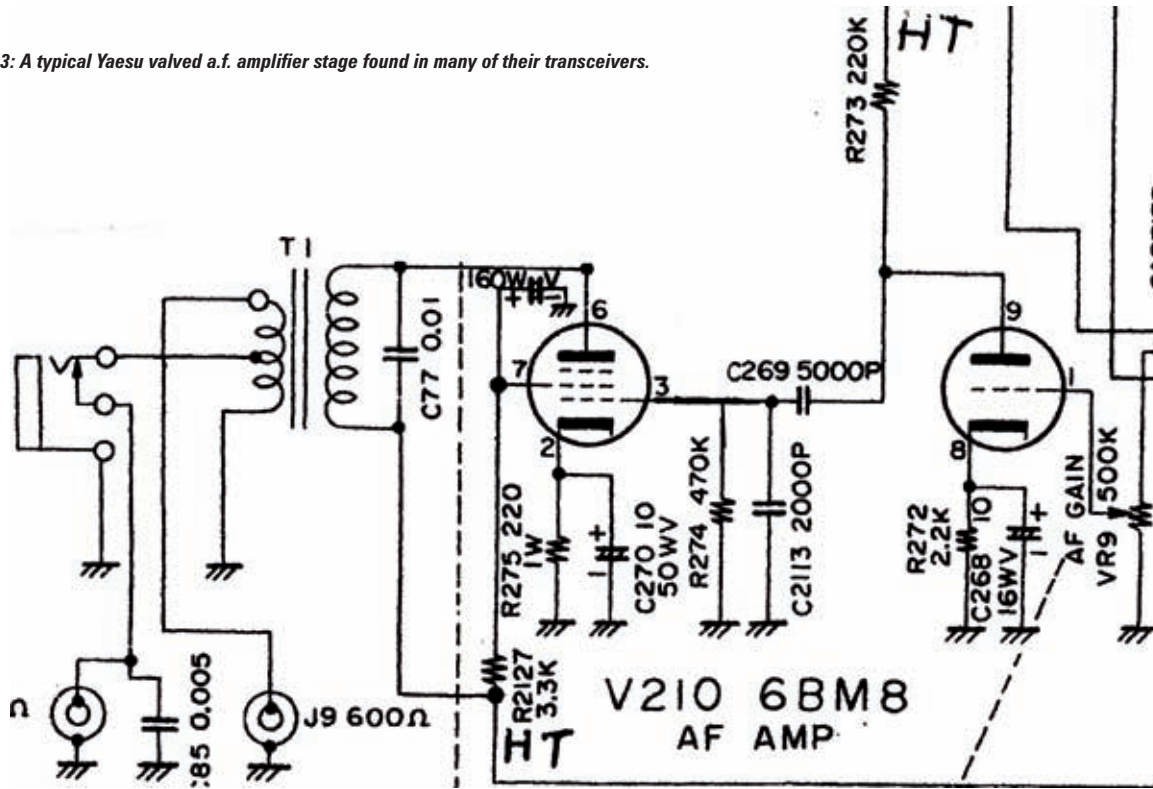 3: A typical Yaesu valved a.f. amplifier stage found in many of their transceivers.
HT
R273 220K
T1
160W V
+
-
6
9
C77 0.01
7
3
C269 5000P
1
2
8
R275 220
1W
+
C270 10
50WV
R274 470K
C2113 2000P
R272
2.2K
C268 10
16WV
+
AF GAIN
VR9 500K
R2127
3.3K
V210 6BM8
AF AMP
HT
Ω
C85 0.005
J9 600Ω